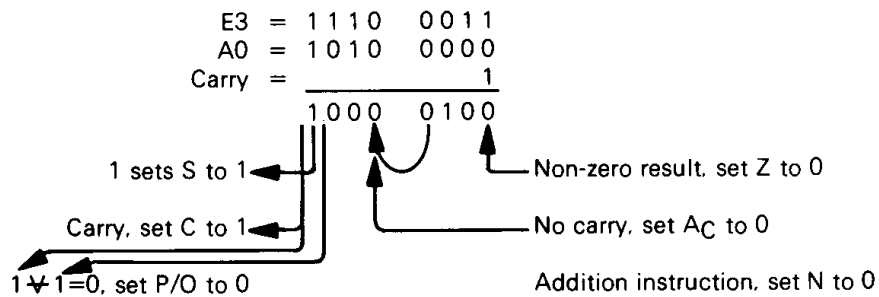 E3 = 1110 0011
A0 = 1010 0000
Carry = 1
1000 0100
1 sets S to 1
Non-zero result, set Z to 0
Carry, set C to 1
No carry, set AC to 0
1 ⊻ 1=0, set P/O to 0
Addition instruction, set N to 0